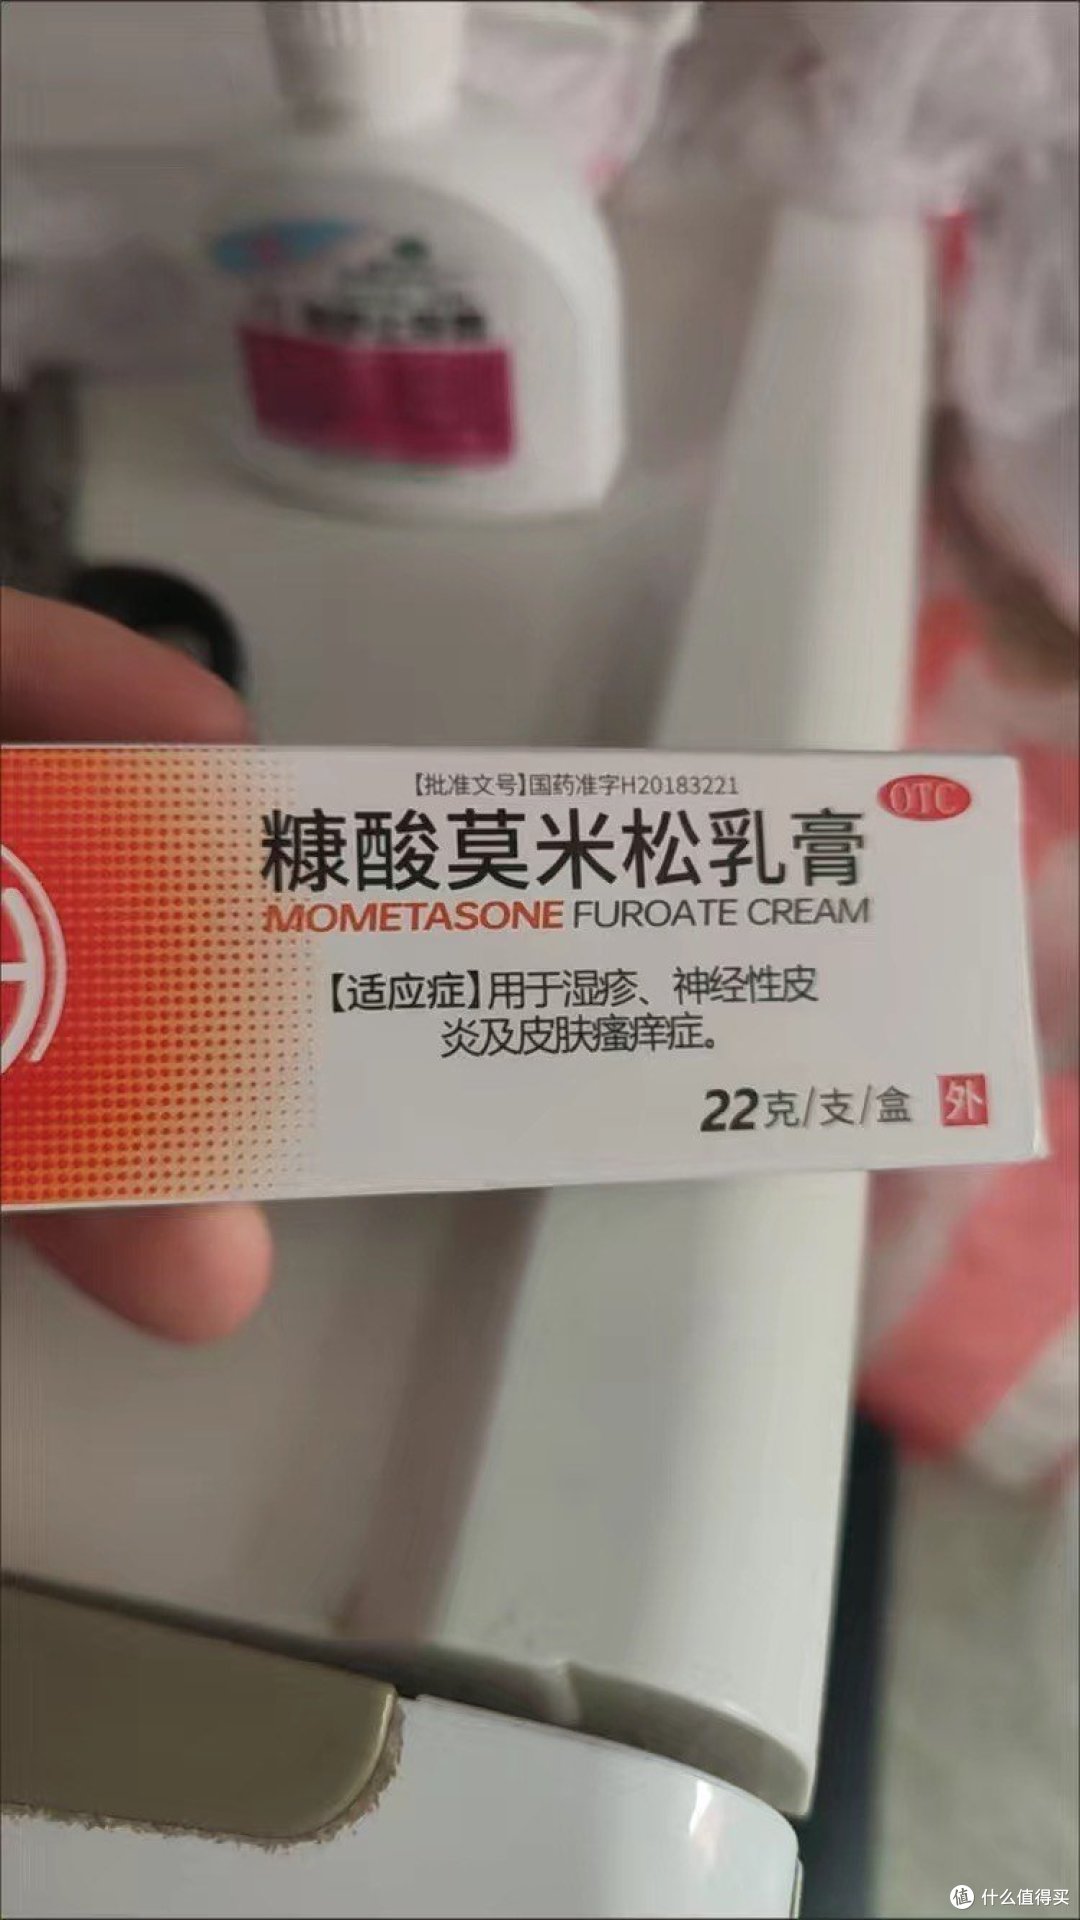 【批准文号】国药准字H20183221
OTC
糠酸莫米松乳膏
MOMETASONE FUROATE CREAM
【适应症】用于湿疹、神经性皮
炎及皮肤瘙痒症。
22克/支/盒
外
值 什么值得买